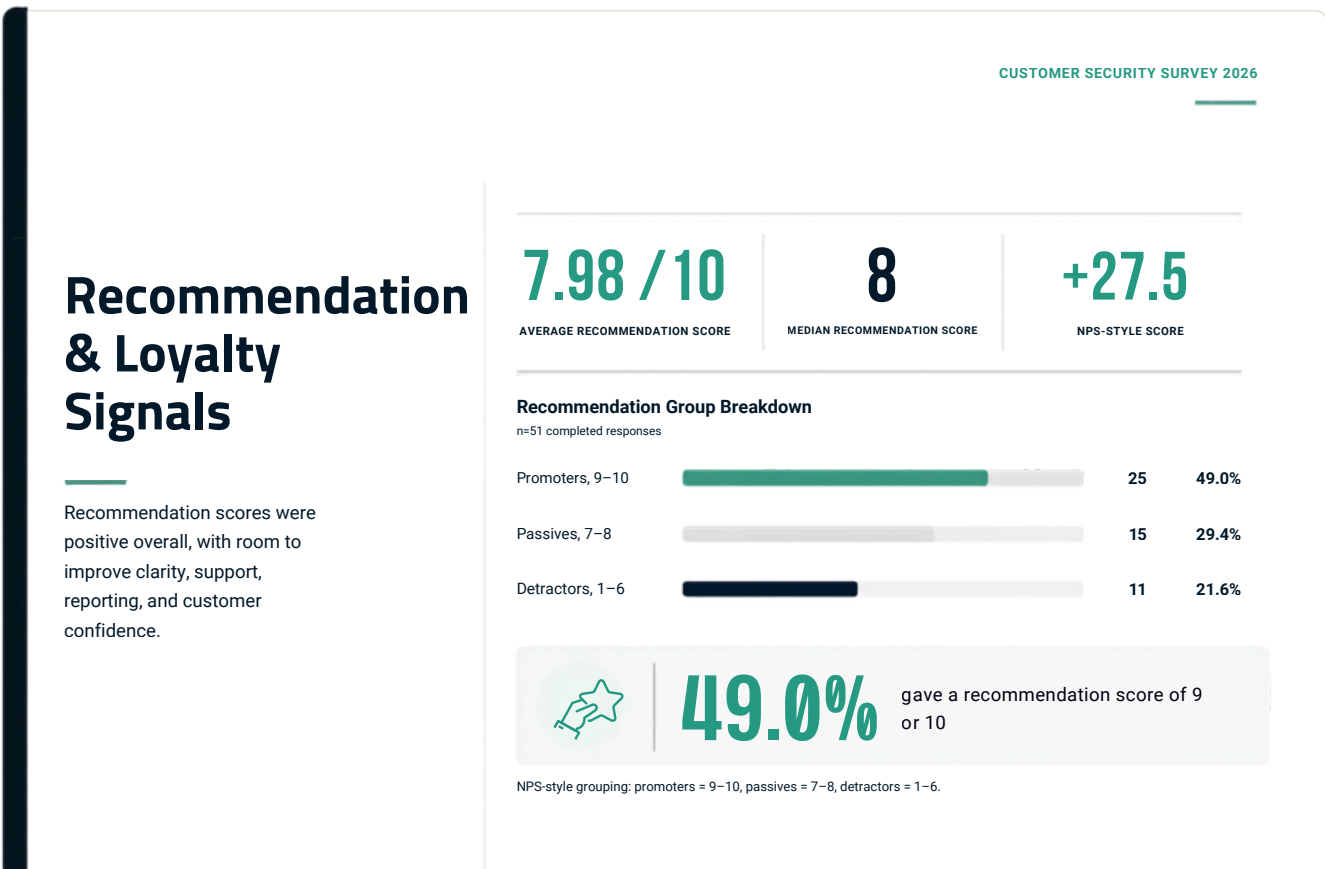 CUSTOMER SECURITY SURVEY 2026
Recommendation
& Loyalty
Signals
Recommendation scores were
positive overall, with room to
improve clarity, support,
reporting, and customer
confidence.
7.98 / 10
AVERAGE RECOMMENDATION SCORE
8
MEDIAN RECOMMENDATION SCORE
+27.5
NPS-STYLE SCORE
Recommendation Group Breakdown
n=51 completed responses
Promoters, 9–10 25 49.0%
Passives, 7–8 15 29.4%
Detractors, 1–6 11 21.6%
49.0%
gave a recommendation score of 9
or 10
NPS-style grouping: promoters = 9–10, passives = 7–8, detractors = 1–6.